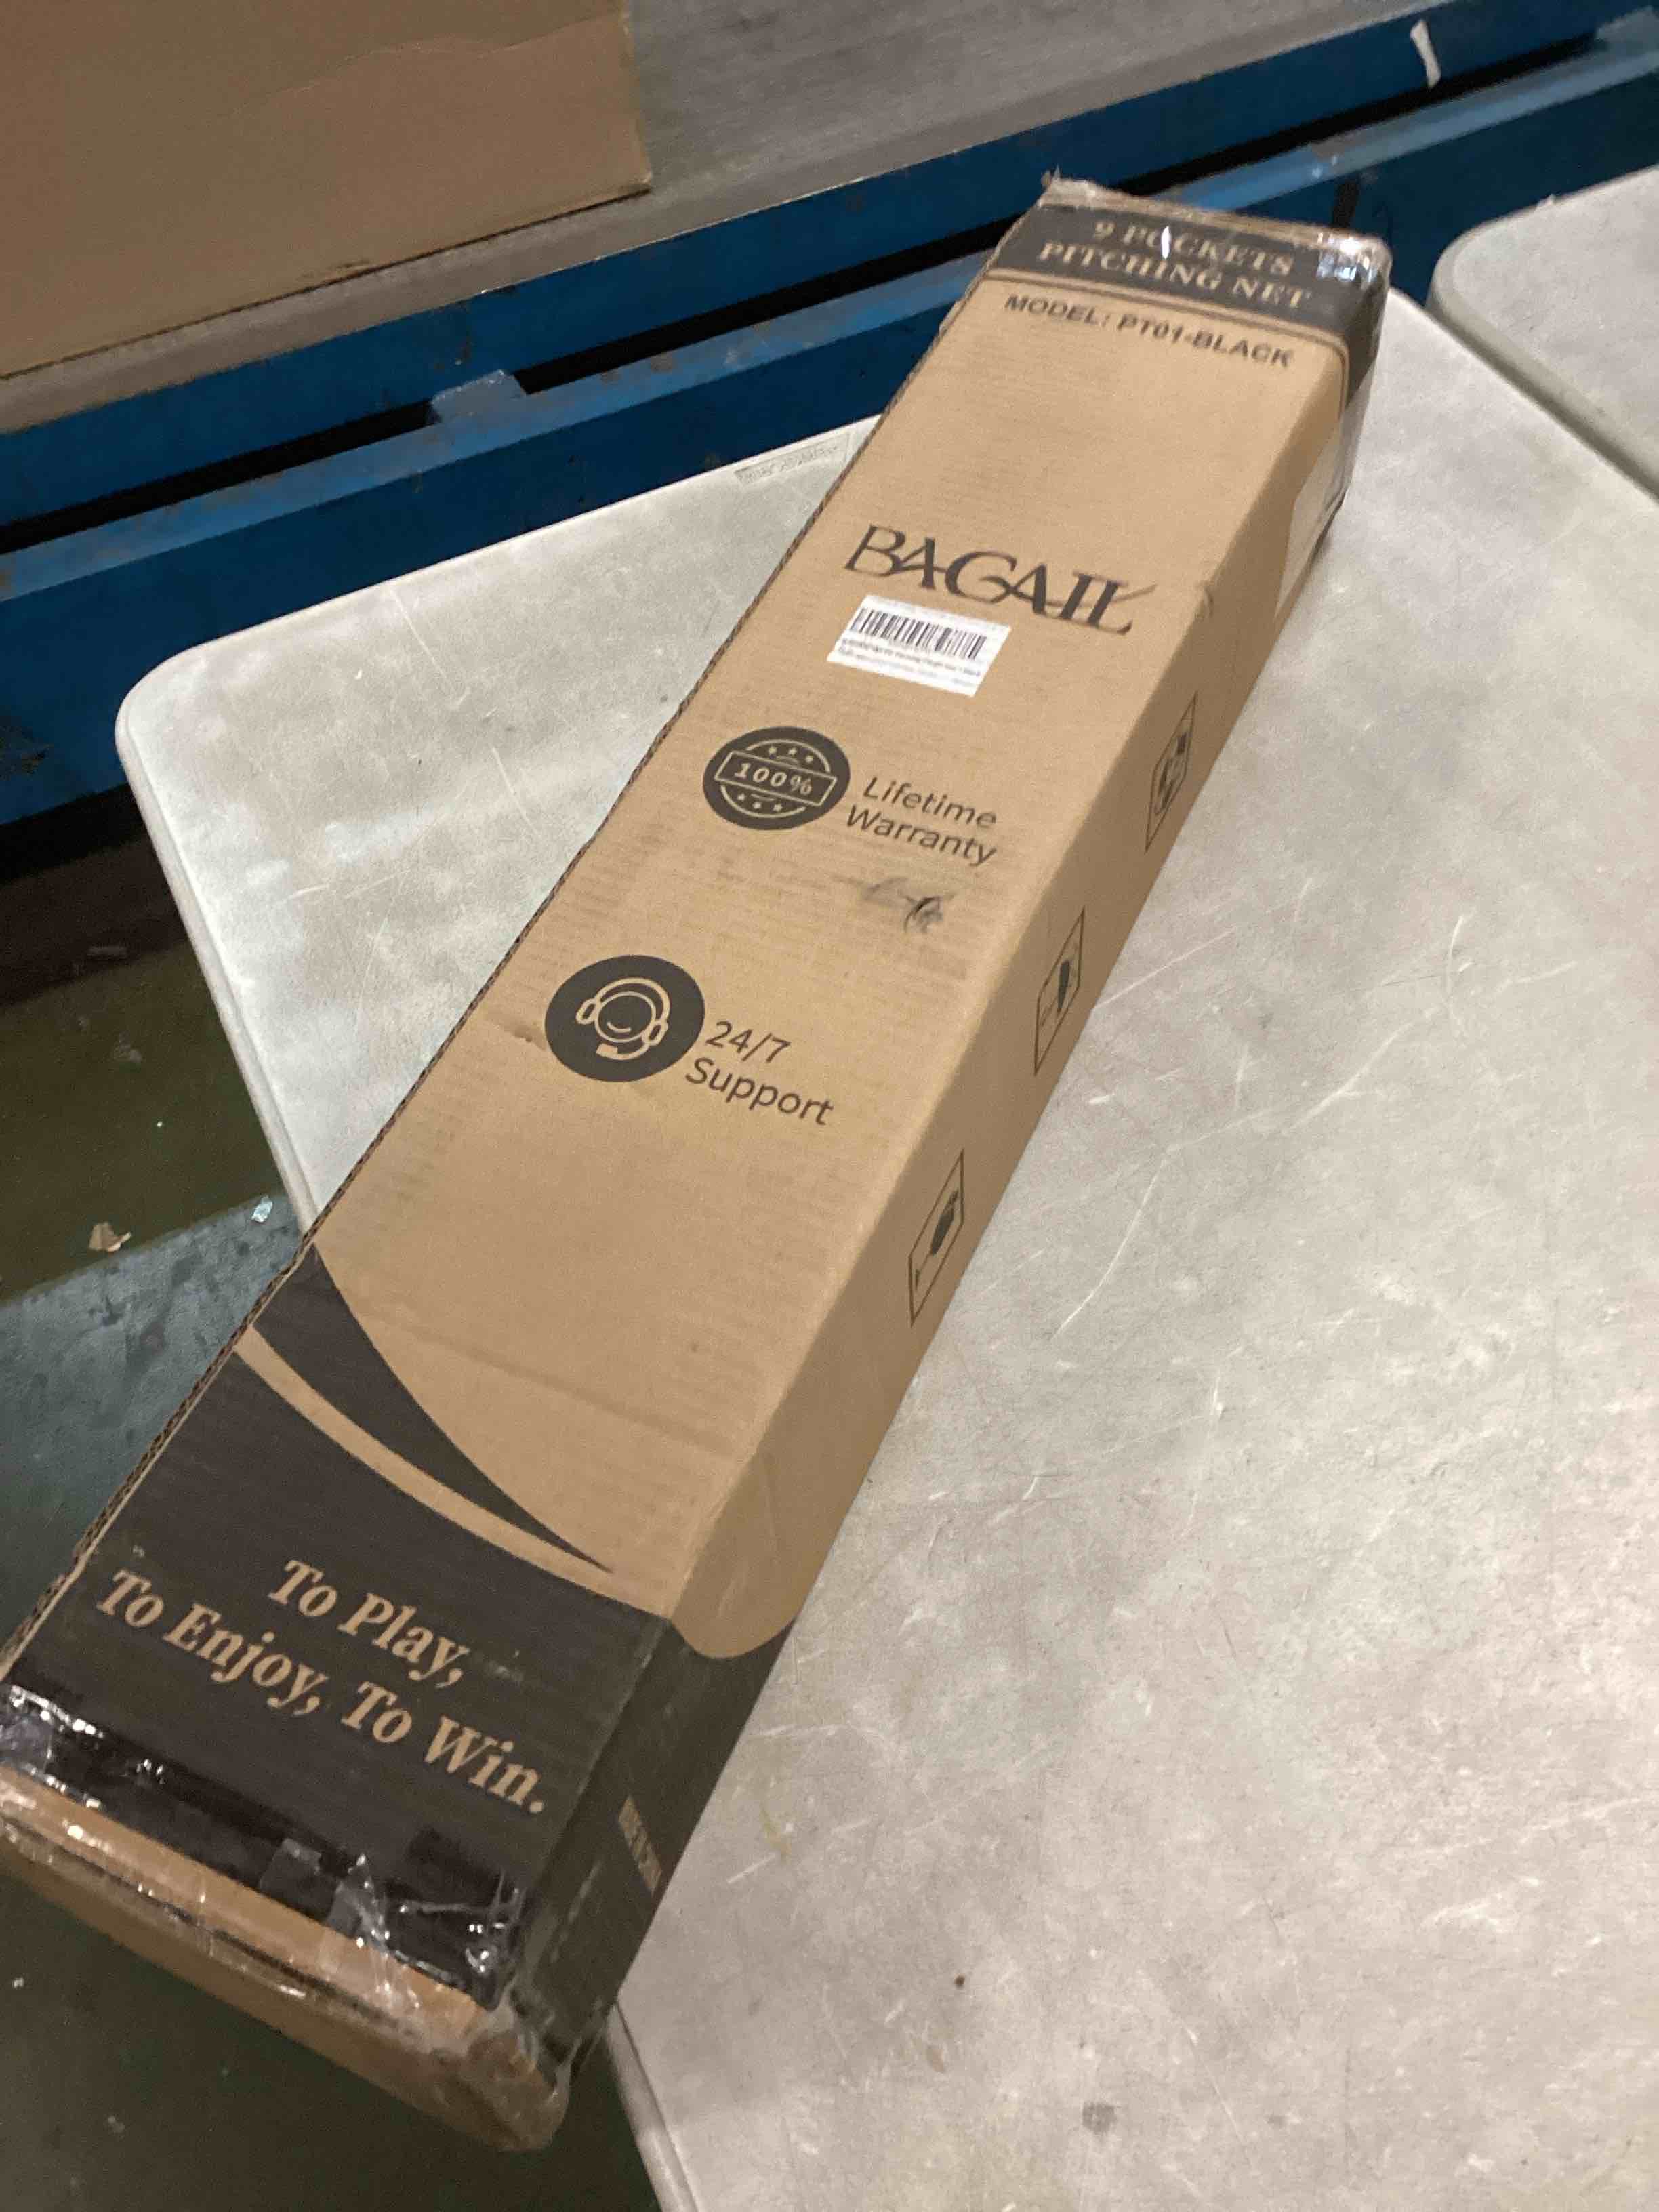 9 POCKETS
PITCHING NET
MODEL: PT01-BLACK
BAGAIL
100%
Lifetime
Warranty
24/7
Support
To Play,
To Enjoy, To Win.